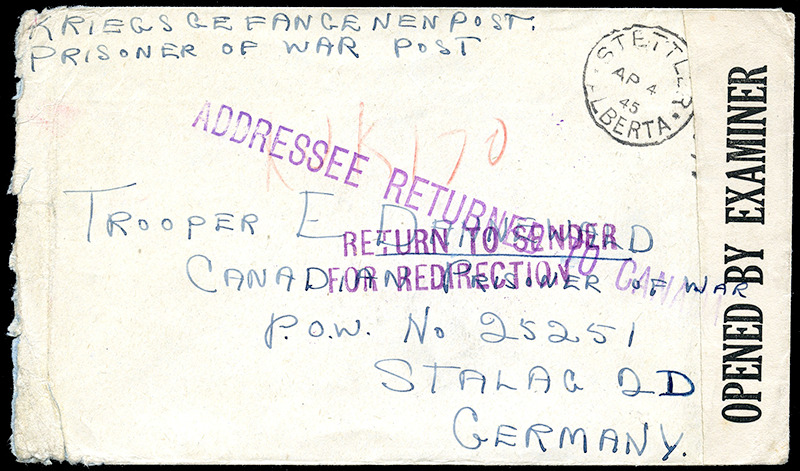 KRIEGSGEFANGENENPOST.
PRISONER OF WAR POST
STETTLER
AP 4
45
ALBERTA
OPENED BY EXAMINER
ADDRESSEE RETURNED TO CANADA
RETURN TO SENDER
FOR REDIRECTION
TROOPER E
CANADIAN PRISONER OF WAR
P.O.W. No 25251
STALAG 2D
GERMANY.